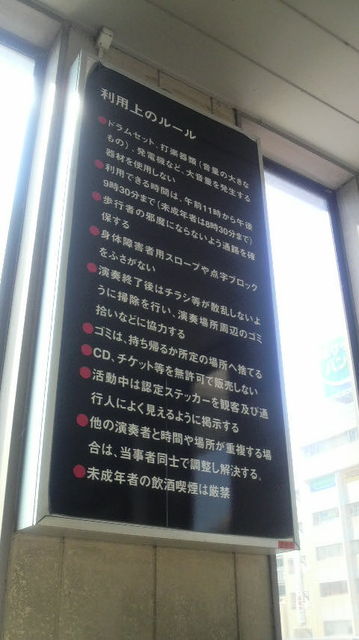 利用上のルール
●ドラムセット、打楽器類(音量の大きな
もの)、発電機など、大音量を発生する
器材を使用しない
●利用できる時間は、午前11時から午後
9時30分まで(未成年者は8時30分まで)
●歩行者の邪魔にならないよう通路を確
保する
●身体障害者用スロープや点字ブロック
をふさがない
●演奏終了後はチラシ等が散乱しないよ
うに掃除を行い、演奏場所周辺のゴミ
拾いなどに協力する
●ゴミは、持ち帰るか所定の場所へ捨てる
●CD、チケット等を無許可で販売しない
●活動中は認定ステッカーを観客及び通
行人によく見えるように掲示する
●他の演奏者と時間や場所が重複する場
合は、当事者同士で調整し解決する。
●未成年者の飲酒喫煙は厳禁